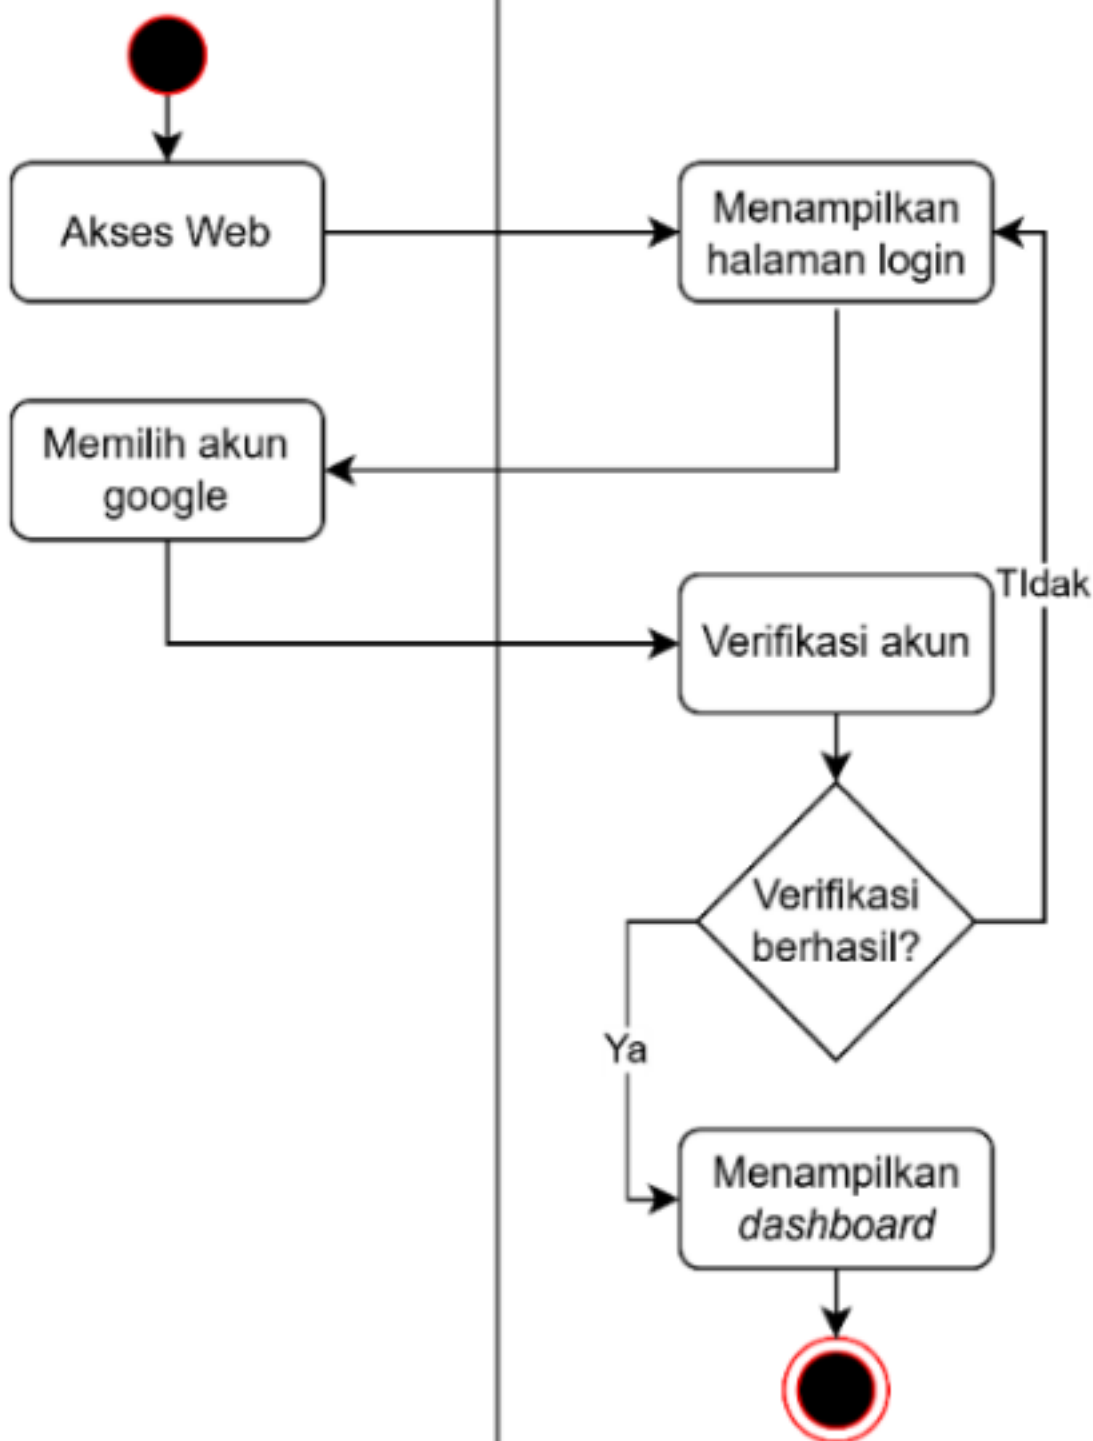 Akses Web
Menampilkan
halaman login
Memilih akun
google
TIdak
Verifikasi akun
Verifikasi
berhasil?
Ya
Menampilkan
dashboard